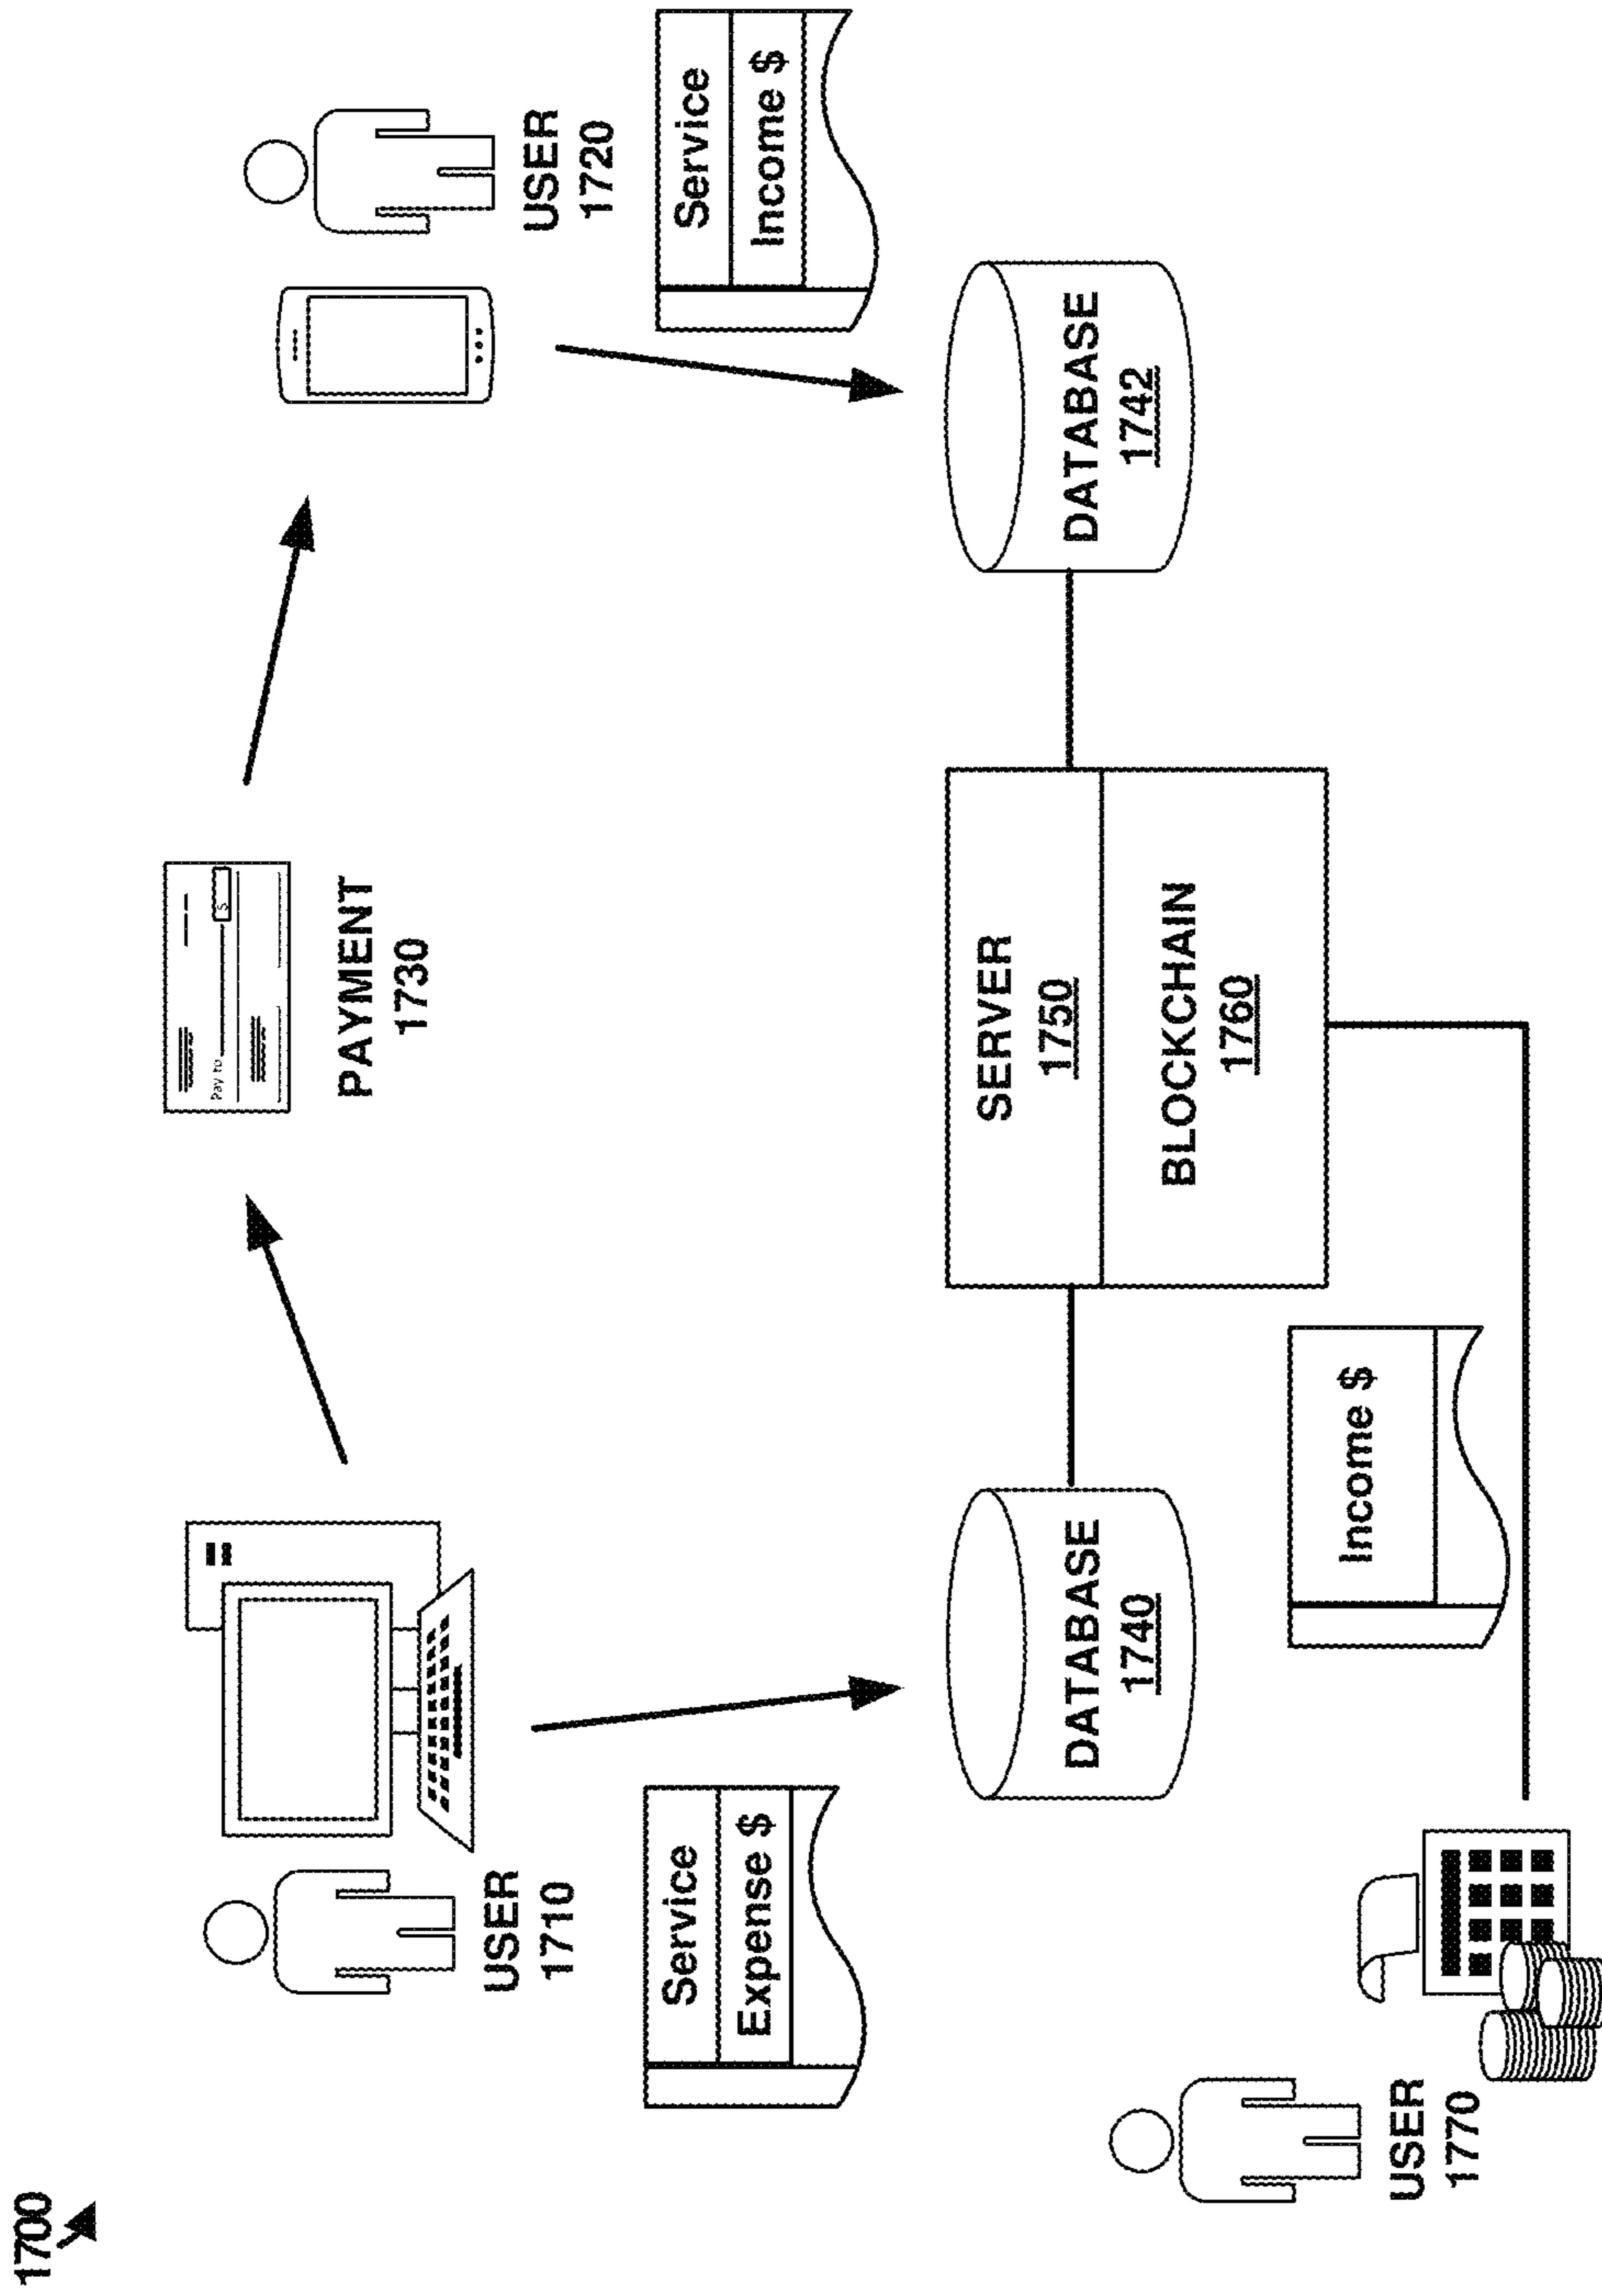 1700
USER
1710
Service
Expense $
Pay to
$
PAYMENT
1730
USER
1720
Service
Income $
DATABASE
1740
SERVER
1750
BLOCKCHAIN
1760
DATABASE
1742
Income $
USER
1770